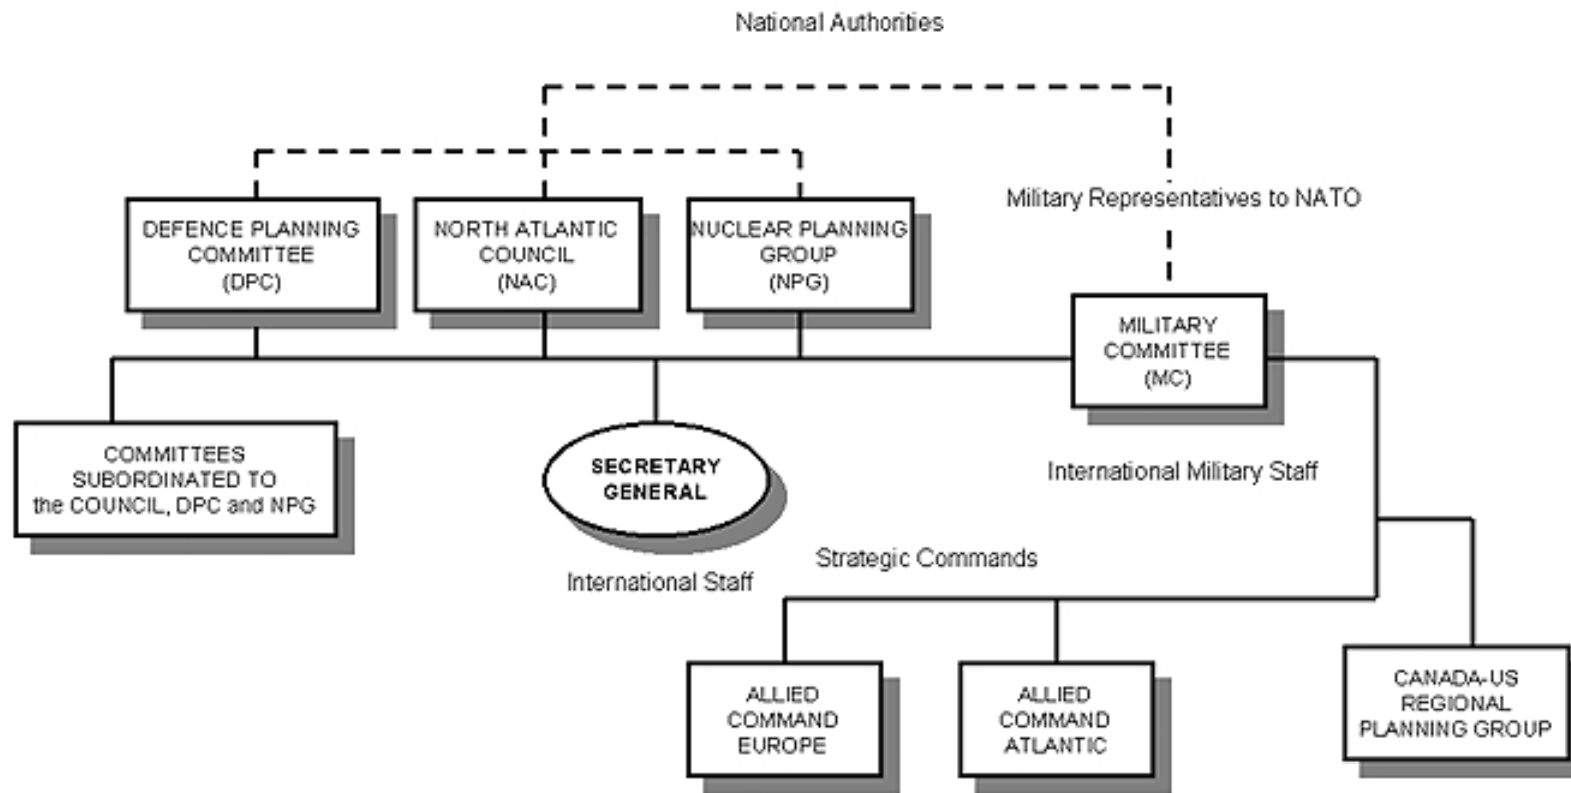 National Authorities
Military Representatives to NATO
DEFENCE PLANNING
COMMITTEE
(DPC)
NORTH ATLANTIC
COUNCIL
(NAC)
NUCLEAR PLANNING
GROUP
(NPG)
MILITARY
COMMITTEE
(MC)
COMMITTEES
SUBORDINATED TO
the COUNCIL, DPC and NPG
SECRETARY
GENERAL
International Military Staff
International Staff
Strategic Commands
ALLIED
COMMAND
EUROPE
ALLIED
COMMAND
ATLANTIC
CANADA-US
REGIONAL
PLANNING GROUP